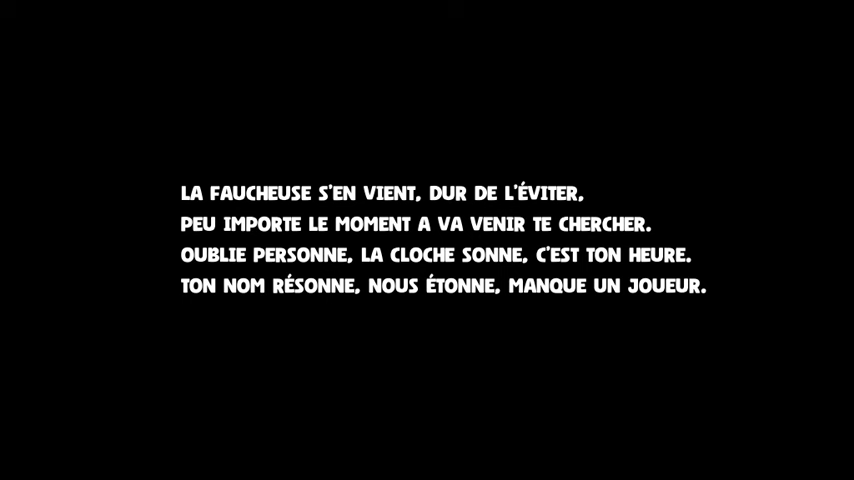 LA FAUCHEUSE S'EN VIENT, DUR DE L'ÉVITER,
PEU IMPORTE LE MOMENT A VA VENIR TE CHERCHER.
OUBLIE PERSONNE, LA CLOCHE SONNE, C'EST TON HEURE.
TON NOM RÉSONNE, NOUS ÉTONNE, MANQUE UN JOUEUR.